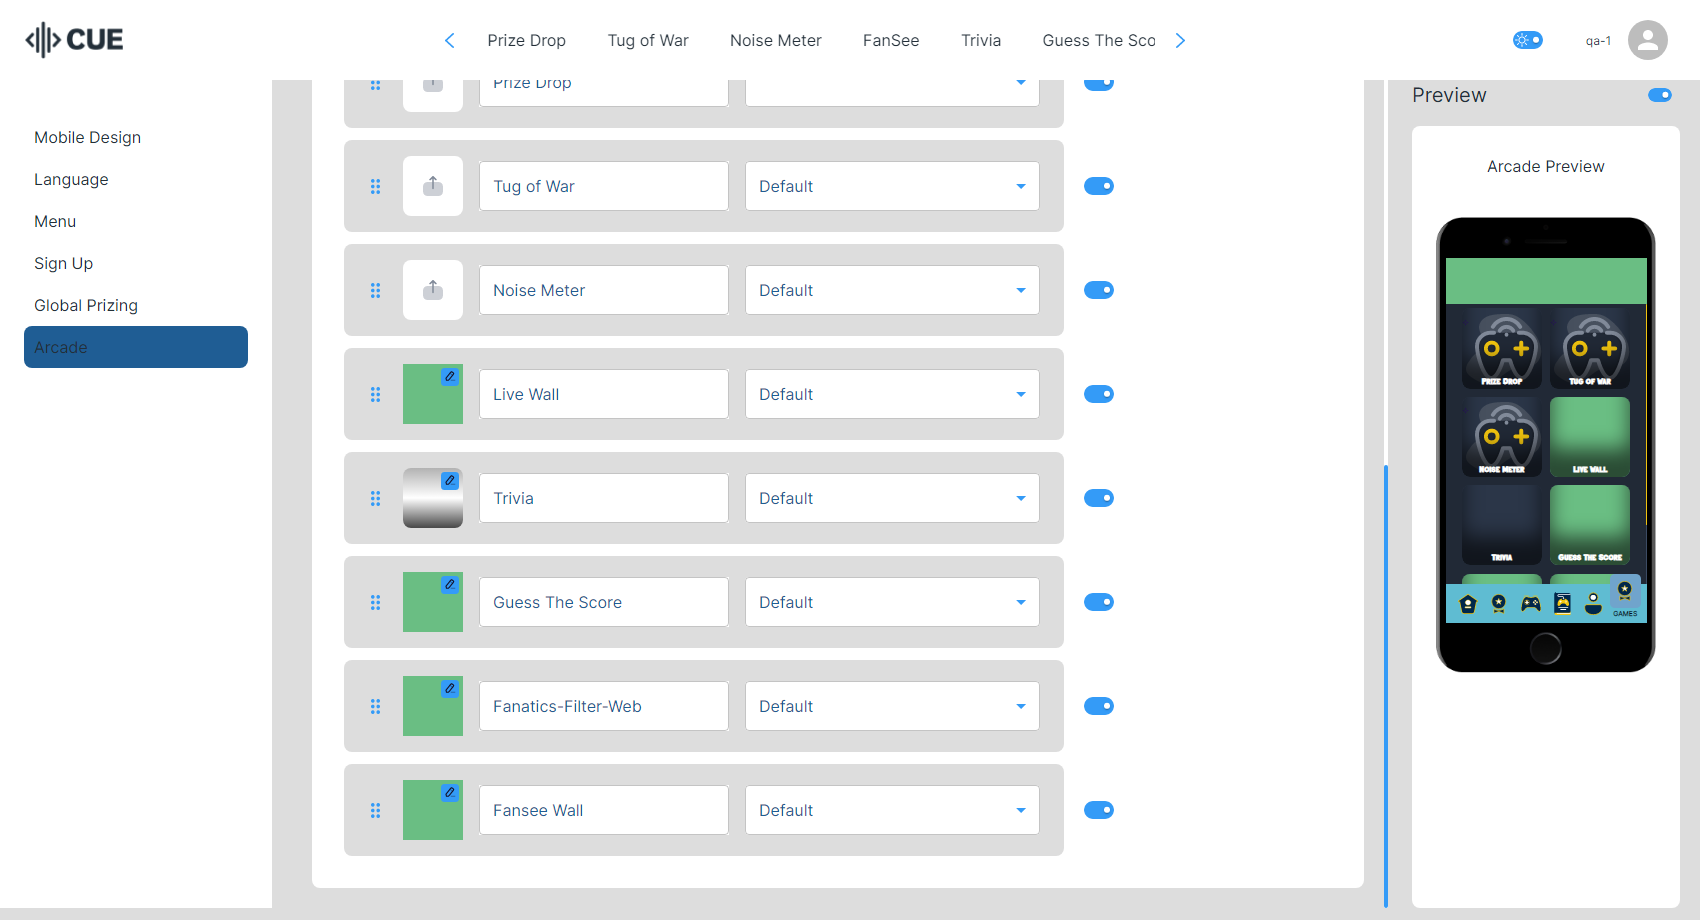 CUE
Prize Drop Tug of War Noise Meter FanSee Trivia Guess The Sco
qa-1
Mobile Design
Language
Menu
Sign Up
Global Prizing
Arcade
Prize Drop
Tug of War Default
Noise Meter Default
Live Wall Default
Trivia Default
Guess The Score Default
Fanatics-Filter-Web Default
Fansee Wall Default
Preview
Arcade Preview
Prize Drop Tug of War
Noise Meter Live Wall
Trivia Guess The Score
GAMES